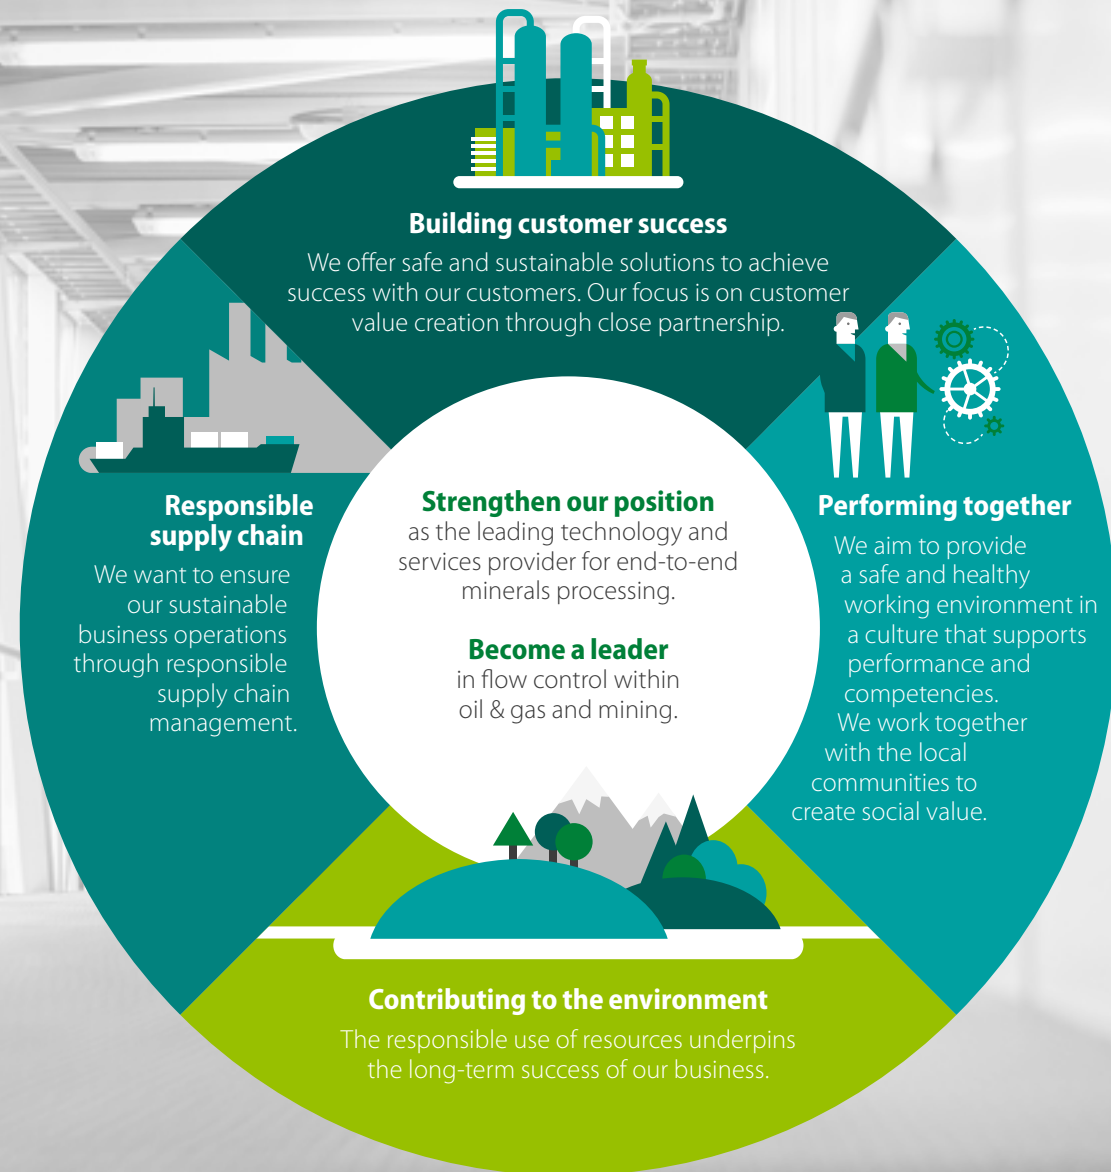 Building customer success
We offer safe and sustainable solutions to achieve
success with our customers. Our focus is on customer
value creation through close partnership.
Responsible
supply chain
We want to ensure
our sustainable
business operations
through responsible
supply chain
management.
Strengthen our position
as the leading technology and
services provider for end-to-end
minerals processing.
Become a leader
in flow control within
oil & gas and mining.
Performing together
We aim to provide
a safe and healthy
working environment in
a culture that supports
performance and
competencies.
We work together
with the local
communities to
create social value.
Contributing to the environment
The responsible use of resources underpins
the long-term success of our business.